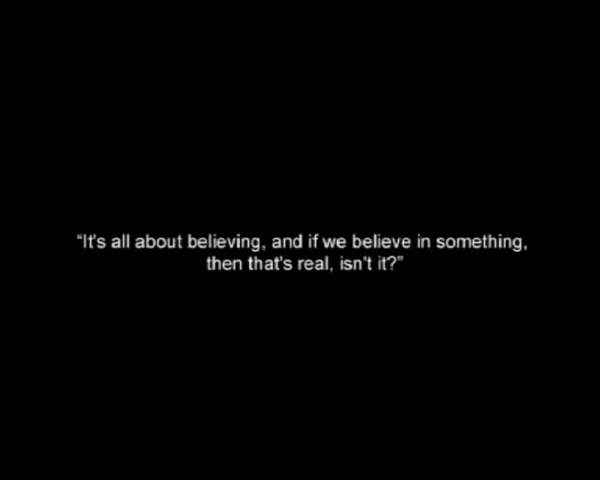 “It's all about believing, and if we believe in something,
then that's real, isn't it?”